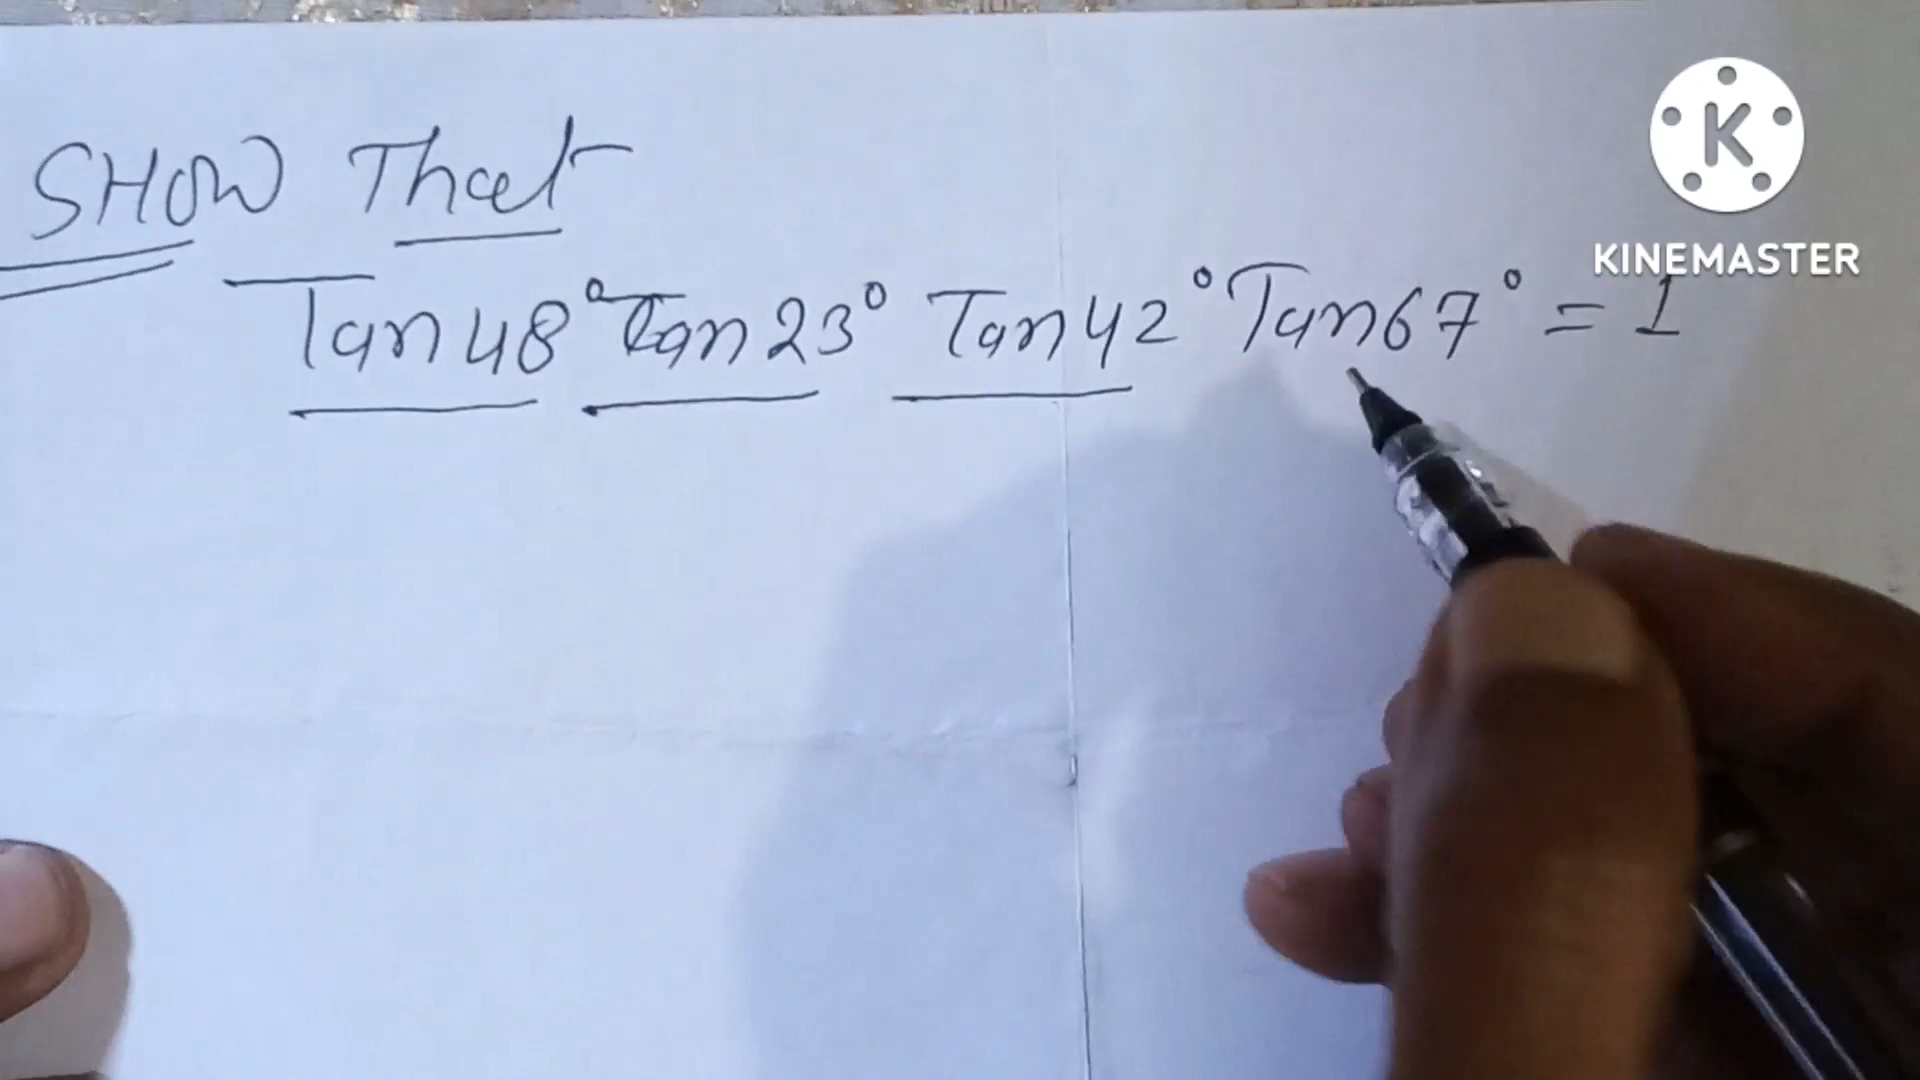 SHOW That
K
KINEMASTER
Tan 48° Tan 23° Tan 42° Tan 67° = 1